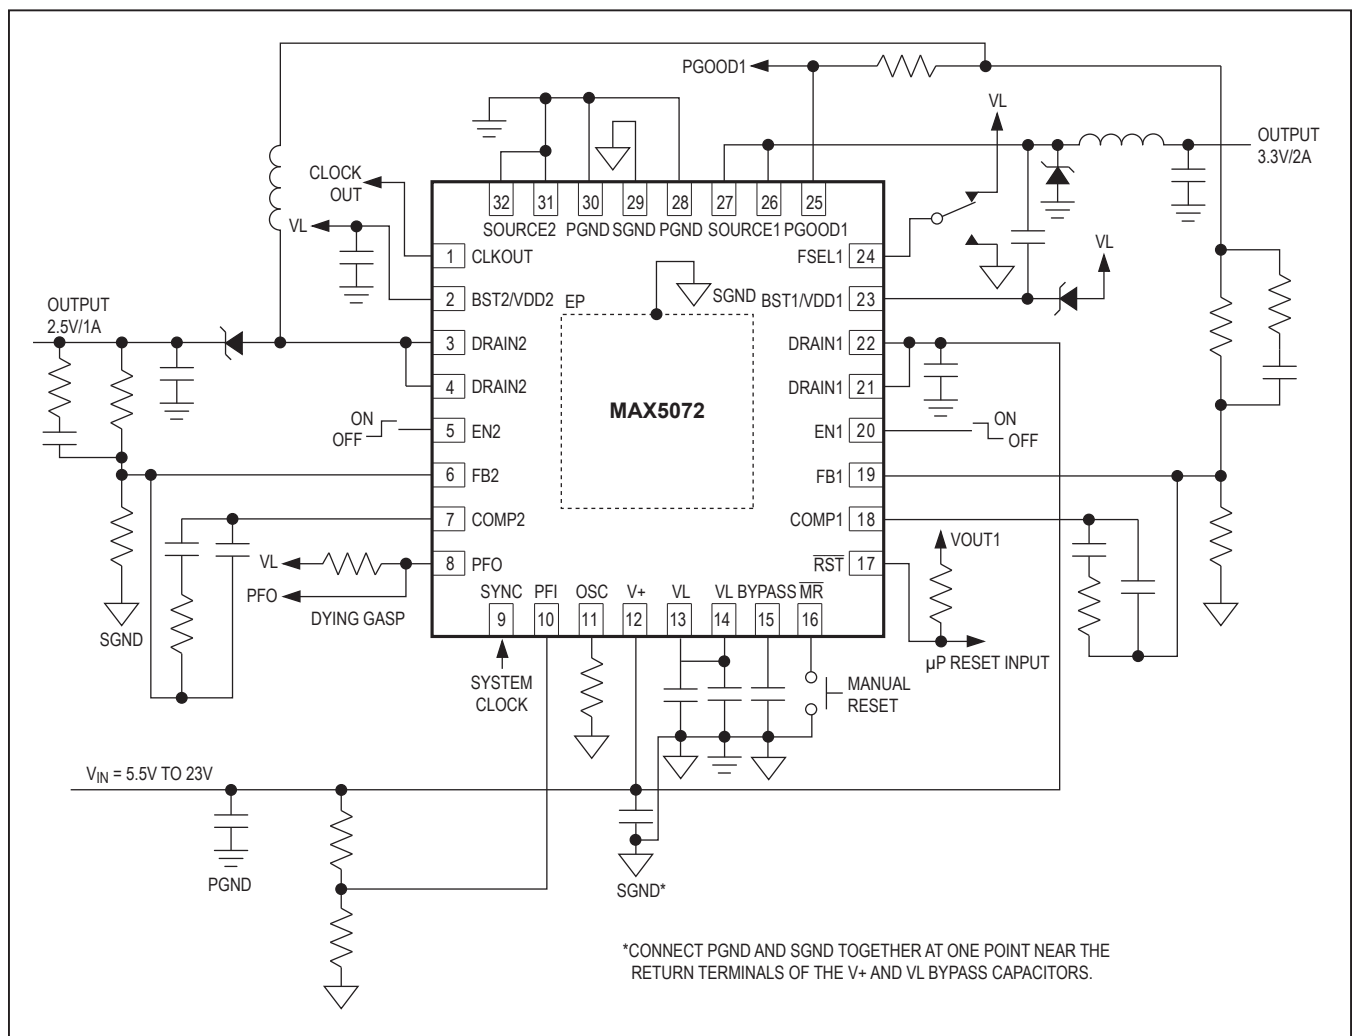 PGOOD1
VL
OUTPUT
3.3V/2A
CLOCK
OUT
VL
32 31 30 29 28 27 26 25
SOURCE2 PGND SGND PGND SOURCE1 PGOOD1
1 CLKOUT
FSEL1 24
VL
2 BST2/VDD2
EP
SGND
BST1/VDD1 23
OUTPUT
2.5V/1A
3 DRAIN2
DRAIN1 22
4 DRAIN2
DRAIN1 21
MAX5072
ON
OFF
5 EN2
EN1 20
ON
OFF
6 FB2
FB1 19
7 COMP2
COMP1 18
VL
8 PFO
RST 17
VOUT1
PFO
DYING GASP
SYNC PFI OSC V+ VL VL BYPASS MR
9 10 11 12 13 14 15 16
SGND
µP RESET INPUT
SYSTEM
CLOCK
MANUAL
RESET
VIN = 5.5V TO 23V
PGND
SGND*
*CONNECT PGND AND SGND TOGETHER AT ONE POINT NEAR THE
RETURN TERMINALS OF THE V+ AND VL BYPASS CAPACITORS.